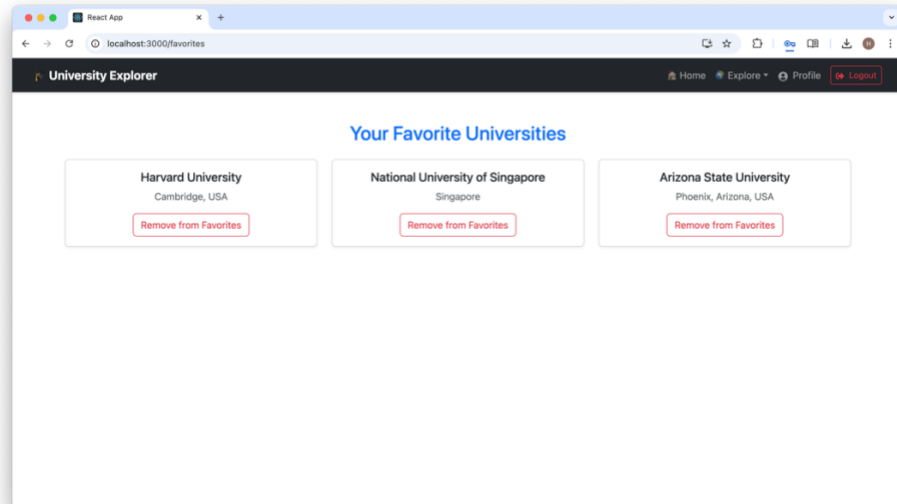 React App
localhost:3000/favorites
H
University Explorer
Home
Explore
Profile
Logout
Your Favorite Universities
Harvard University
Cambridge, USA
Remove from Favorites
National University of Singapore
Singapore
Remove from Favorites
Arizona State University
Phoenix, Arizona, USA
Remove from Favorites